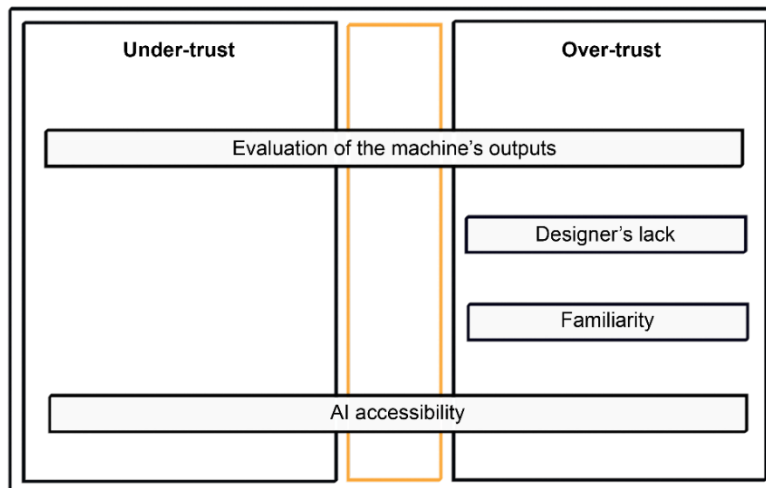 Under-trust
Over-trust
Evaluation of the machine’s outputs
Designer’s lack
Familiarity
AI accessibility